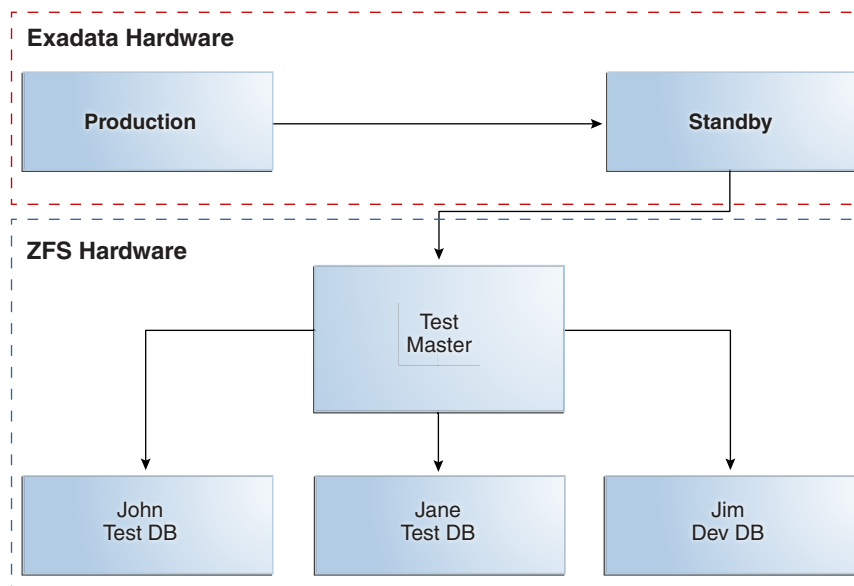 Exadata Hardware
Production
Standby
ZFS Hardware
Test
Master
John
Test DB
Jane
Test DB
Jim
Dev DB